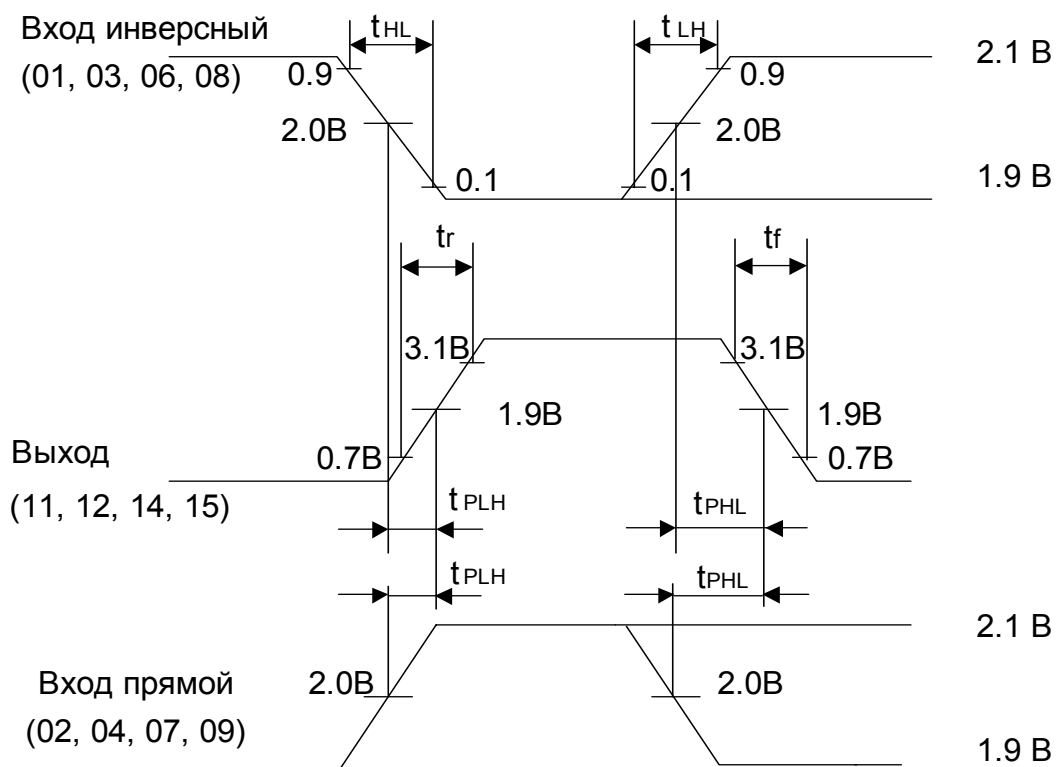 Вход инверсный
(01, 03, 06, 08)
tHL
t LH
2.1 В
0.9
0.9
2.0В
2.0В
0.1
0.1
1.9 В
tr
tf
3.1В
3.1В
1.9В
1.9В
Выход
(11, 12, 14, 15)
0.7В
0.7В
t PLH
tPHL
t PLH
tPHL
2.1 В
Вход прямой
(02, 04, 07, 09)
2.0В
2.0В
1.9 В